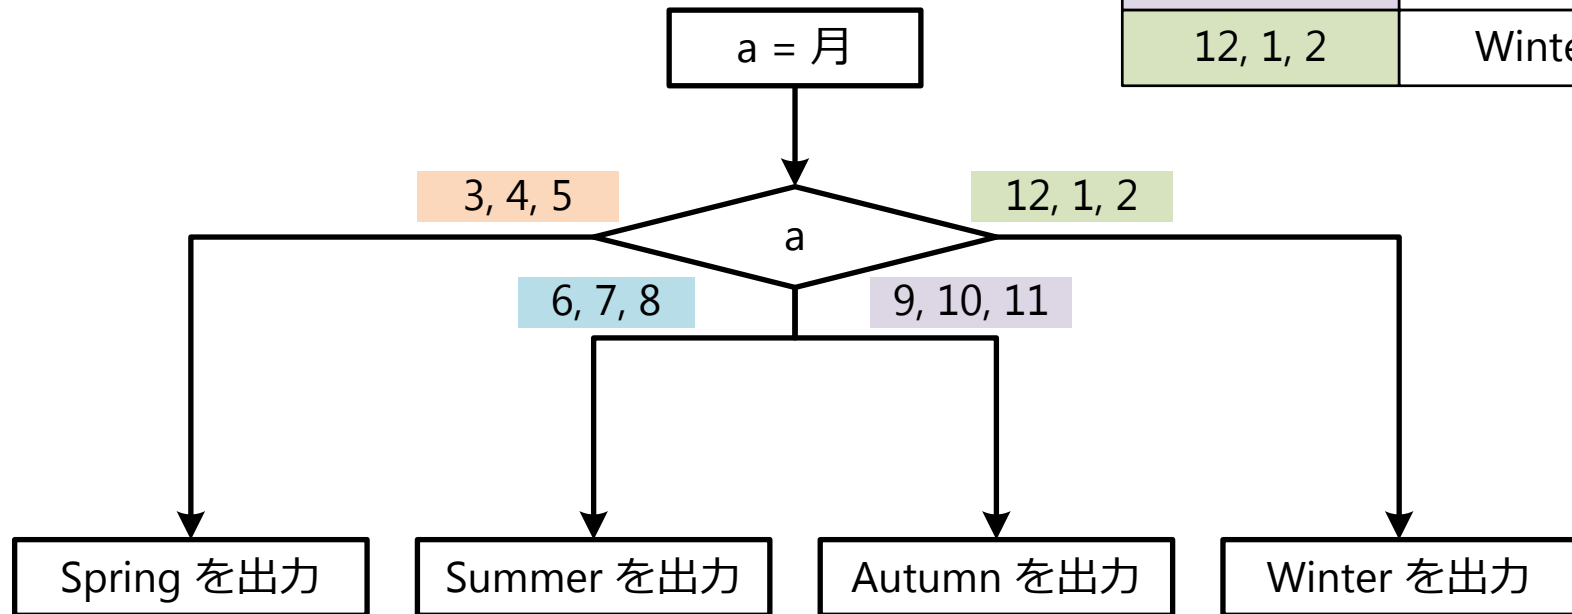 a = 月
12, 1, 2
3, 4, 5
12, 1, 2
a
6, 7, 8
9, 10, 11
Spring を出力
Summer を出力
Autumn を出力
Winter を出力